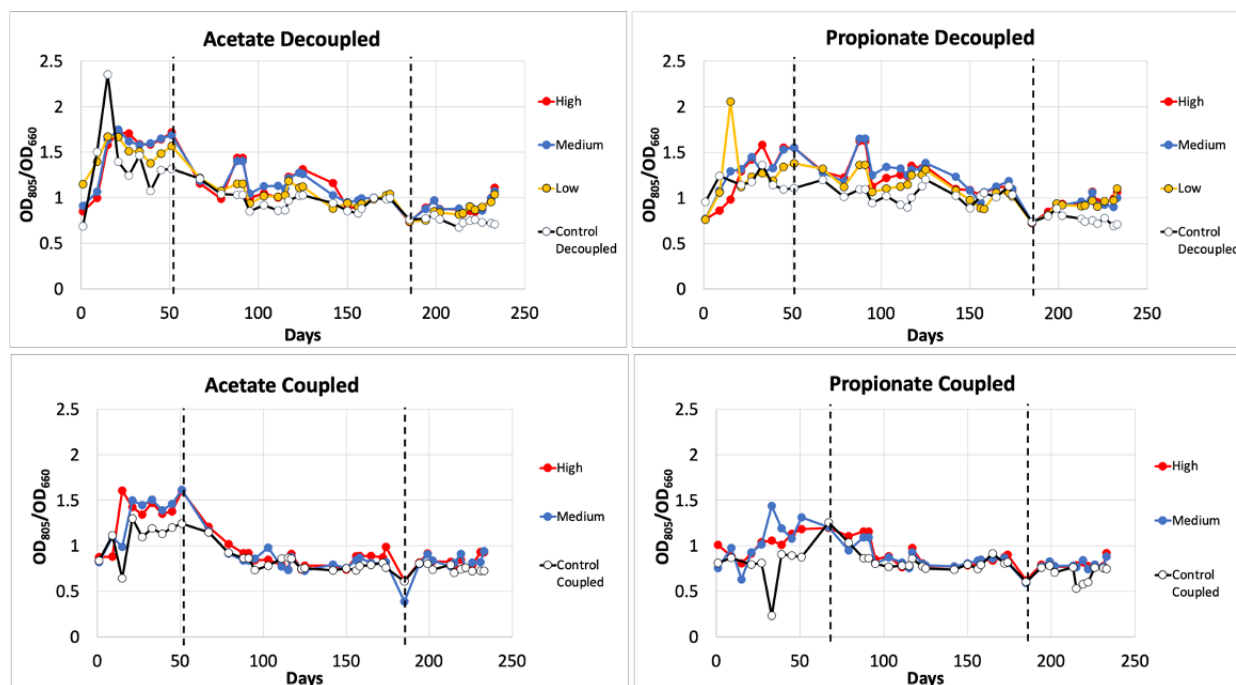 Acetate Decoupled
2.5
2
1.5
1
0.5
0
OD805/OD660
0 50 100 150 200 250
Days
High
Medium
Low
Control
Decoupled
Propionate Decoupled
2.5
2
1.5
1
0.5
0
OD805/OD660
0 50 100 150 200 250
Days
High
Medium
Low
Control
Decoupled
Acetate Coupled
2.5
2
1.5
1
0.5
0
OD805/OD660
0 50 100 150 200 250
Days
High
Medium
Control
Coupled
Propionate Coupled
2.5
2
1.5
1
0.5
0
OD805/OD660
0 50 100 150 200 250
Days
High
Medium
Control
Coupled